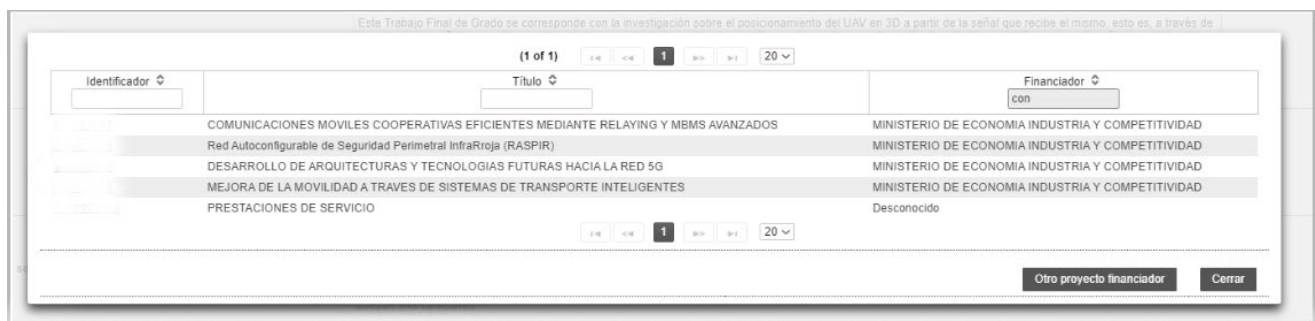 Este Trabajo Final de Grado se corresponde con la investigación sobre el posicionamiento del UAV en 3D a partir de la señal que recibe el mismo, esto es, a través de
(1 of 1) 1 20
Identificador Título Financiador
con
COMUNICACIONES MOVILES COOPERATIVAS EFICIENTES MEDIANTE RELAYING Y MBMS AVANZADOS MINISTERIO DE ECONOMIA INDUSTRIA Y COMPETITIVIDAD
Red Autoconfigurable de Seguridad Perimetral InfraRroja (RASPIR) MINISTERIO DE ECONOMIA INDUSTRIA Y COMPETITIVIDAD
DESARROLLO DE ARQUITECTURAS Y TECNOLOGIAS FUTURAS HACIA LA RED 5G MINISTERIO DE ECONOMIA INDUSTRIA Y COMPETITIVIDAD
MEJORA DE LA MOVILIDAD A TRAVES DE SISTEMAS DE TRANSPORTE INTELIGENTES MINISTERIO DE ECONOMIA INDUSTRIA Y COMPETITIVIDAD
PRESTACIONES DE SERVICIO Desconocido
1 20
Otro proyecto financiador Cerrar